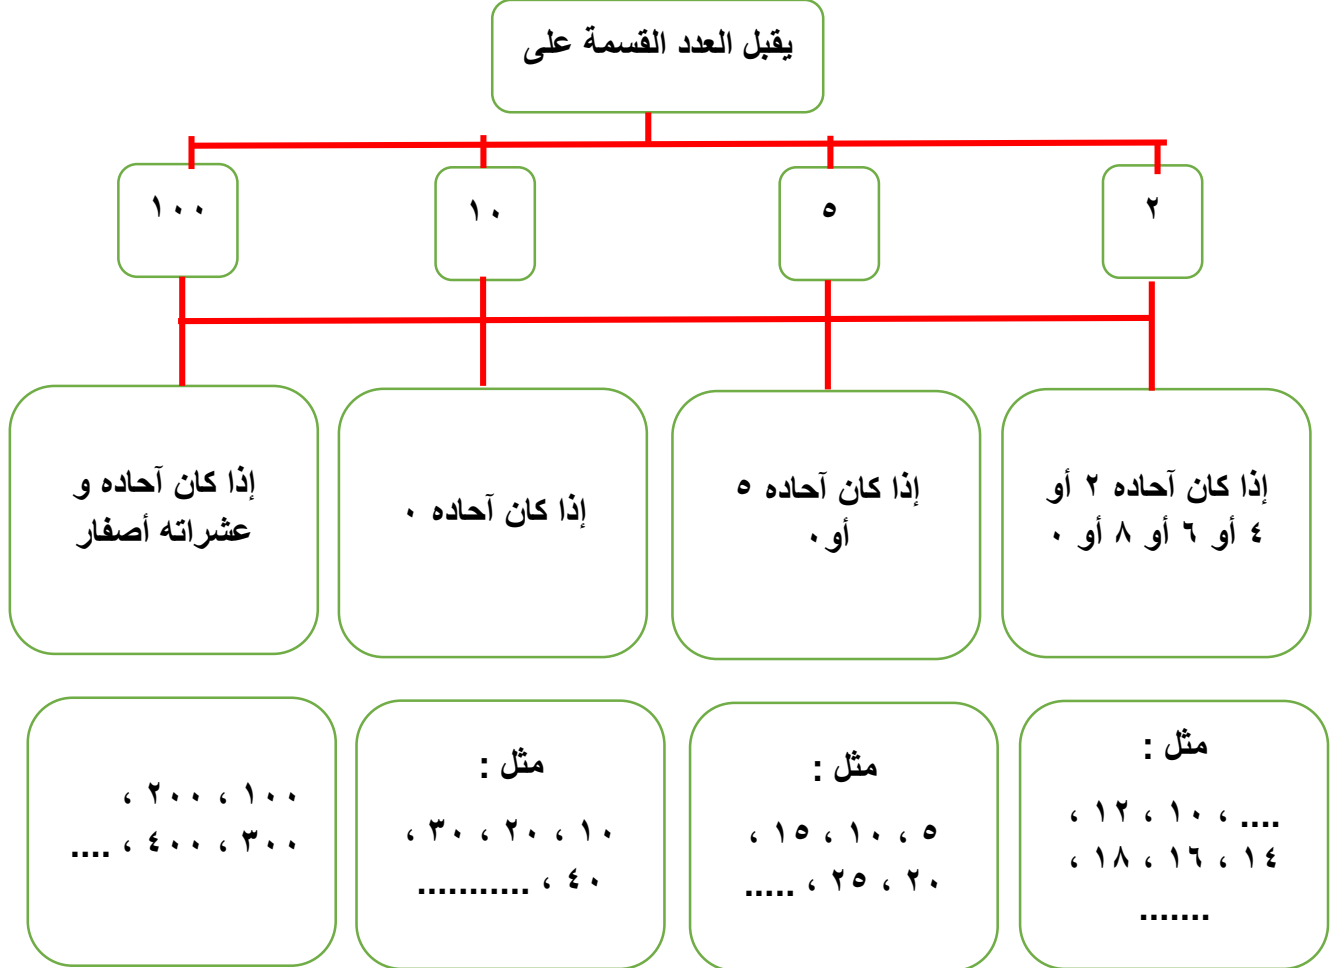 يقبل العدد القسمة على
٢
٥
١٠
١٠٠
إذا كان آحاده ٢ أو
٤ أو ٦ أو ٨ أو ٠
إذا كان آحاده ٥
أو٠
إذا كان آحاده ٠
إذا كان آحاده و
عشراته أصفار
مثل :
.... ، ١٠ ، ١٢ ،
١٤ ، ١٦ ، ١٨ ،
.......
مثل :
٥ ، ١٠ ، ١٥ ،
٢٠ ، ٢٥ ، .....
مثل :
١٠ ، ٢٠ ، ٣٠ ،
٤٠ ، ...........
١٠٠ ، ٢٠٠ ،
٣٠٠ ، ٤٠٠ ، ....